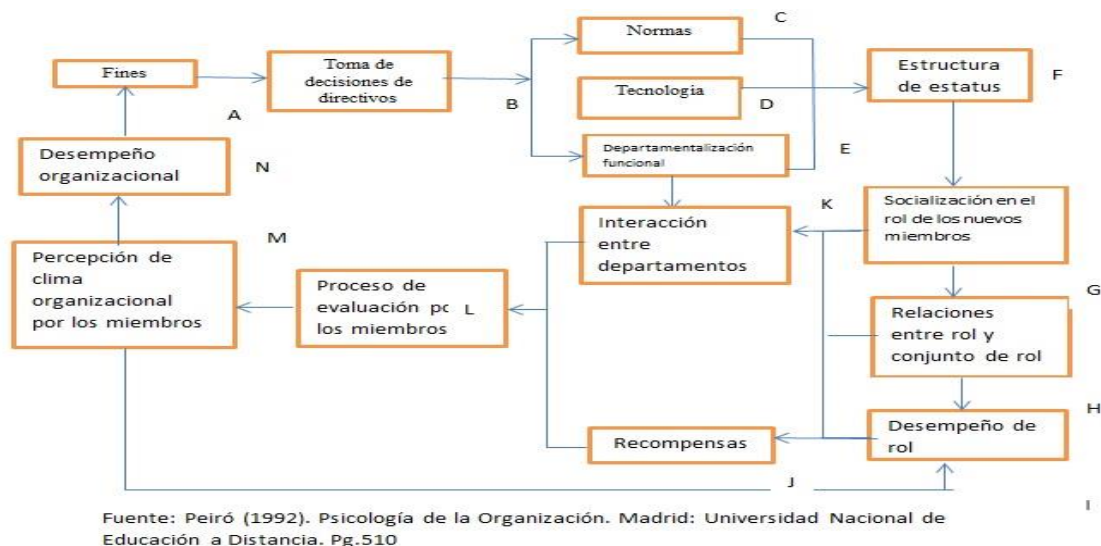 Fines
A
Toma de
decisiones de
directivos
B
Normas
C
Tecnología
D
Departamentalización
funcional
E
Estructura
de estatus
F
Desempeño
organizacional
N
Interacción
entre
departamentos
K
Socialización en el
rol de los nuevos
miembros
G
Percepción de
clima
organizacional
por los miembros
M
Proceso de
evaluación po L
los miembros
Relaciones
entre rol y
conjunto de rol
H
Recompensas
Desempeño de
rol
J
I
Fuente: Peiró (1992). Psicología de la Organización. Madrid: Universidad Nacional de
Educación a Distancia. Pg.510